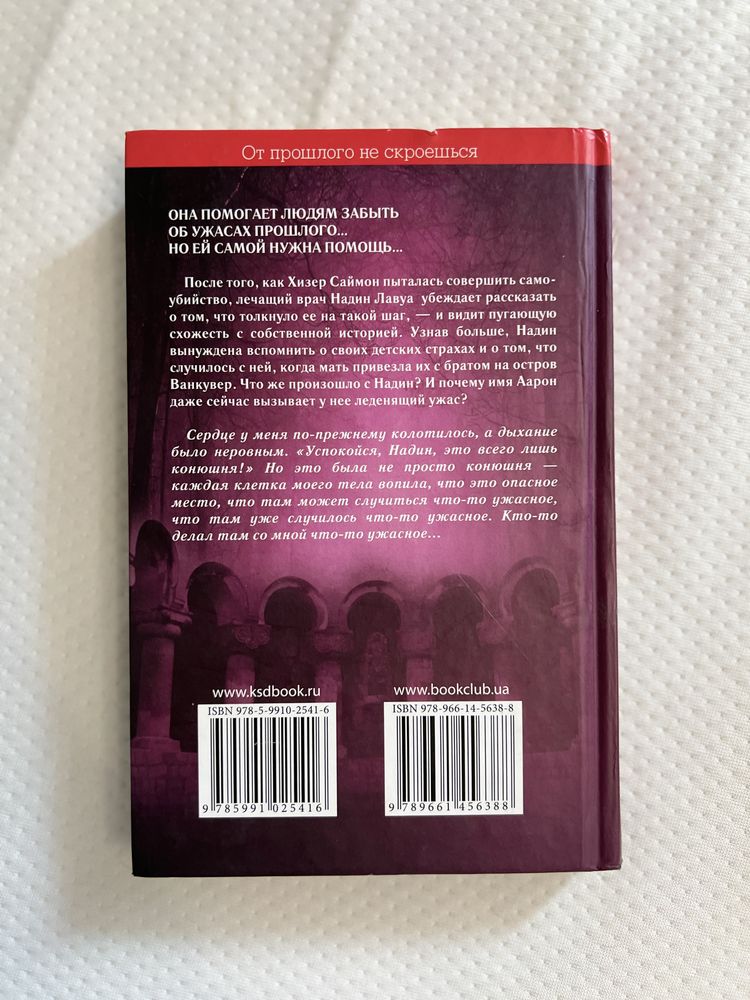 От прошлого не скроешься
ОНА ПОМОГАЕТ ЛЮДЯМ ЗАБЫТЬ
ОБ УЖАСАХ ПРОШЛОГО...
НО ЕЙ САМОЙ НУЖНА ПОМОЩЬ...
После того, как Хизер Саймон пыталась совершить само-
убийство, лечащий врач Надин Лавуа убеждает рассказать
о том, что толкнуло ее на такой шаг, — и видит пугающую
схожесть с собственной историей. Узнав больше, Надин
вынуждена вспомнить о своих детских страхах и о том, что
случилось с ней, когда мать привезла их с братом на остров
Ванкувер. Что же произошло с Надин? И почему имя Аарон
даже сейчас вызывает у нее леденящий ужас?
Сердце у меня по-прежнему колотилось, а дыхание
было неровным. «Успокойся, Надин, это всего лишь
конюшня!» Но это была не просто конюшня —
каждая клетка моего тела вопила, что это опасное
место, что там может случиться что-то ужасное,
что там уже случилось что-то ужасное. Кто-то
делал там со мной что-то ужасное...
www.ksdbook.ru
ISBN 978-5-9910-2541-6
9 785991 025416
www.bookclub.ua
ISBN 978-966-14-5638-8
9 789661 456388